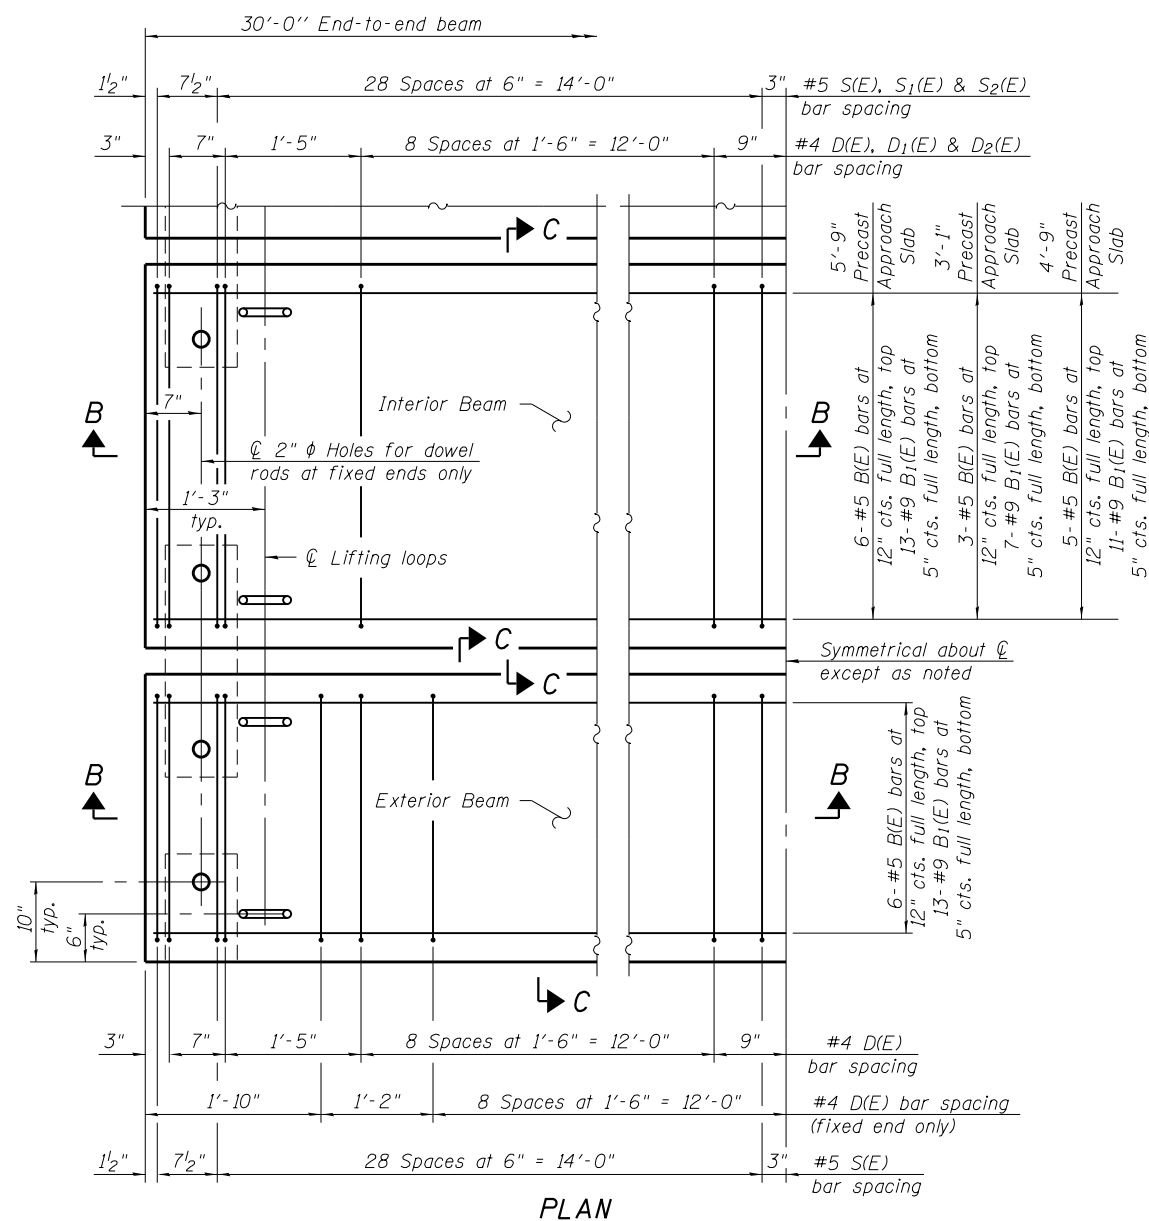 30'-0" End-to-end beam
1½" 7½" 28 Spaces at 6" = 14'-0" 3" #5 S(E), S1(E) & S2(E)
bar spacing
3" 7" 1'-5" 8 Spaces at 1'-6" = 12'-0" 9" #4 D(E), D1(E) & D2(E)
bar spacing
C
5'-9"
Precast
Approach
Slab
3'-1"
Precast
Approach
Slab
4'-9"
Precast
Approach
Slab
6- #5 B(E) bars at
12" cts. full length, top
13- #9 B1(E) bars at
5" cts. full length, bottom
3- #5 B(E) bars at
12" cts. full length, top
7- #9 B1(E) bars at
5" cts. full length, bottom
5- #5 B(E) bars at
12" cts. full length, top
11- #9 B1(E) bars at
5" cts. full length, bottom
7"
Interior Beam
B B
℄ 2" ϕ Holes for dowel
rods at fixed ends only
1'-3"
typ.
℄ Lifting loops
C
Symmetrical about ℄
except as noted
C
B B
Exterior Beam
6- #5 B(E) bars at
12" cts. full length, top
13- #9 B1(E) bars at
5" cts. full length, bottom
10"
typ.
6"
typ.
C
3" 7" 1'-5" 8 Spaces at 1'-6" = 12'-0" 9" #4 D(E)
bar spacing
1'-10" 1'-2" 8 Spaces at 1'-6" = 12'-0" #4 D(E) bar spacing
(fixed end only)
1½" 7½" 28 Spaces at 6" = 14'-0" 3" #5 S(E)
bar spacing
PLAN